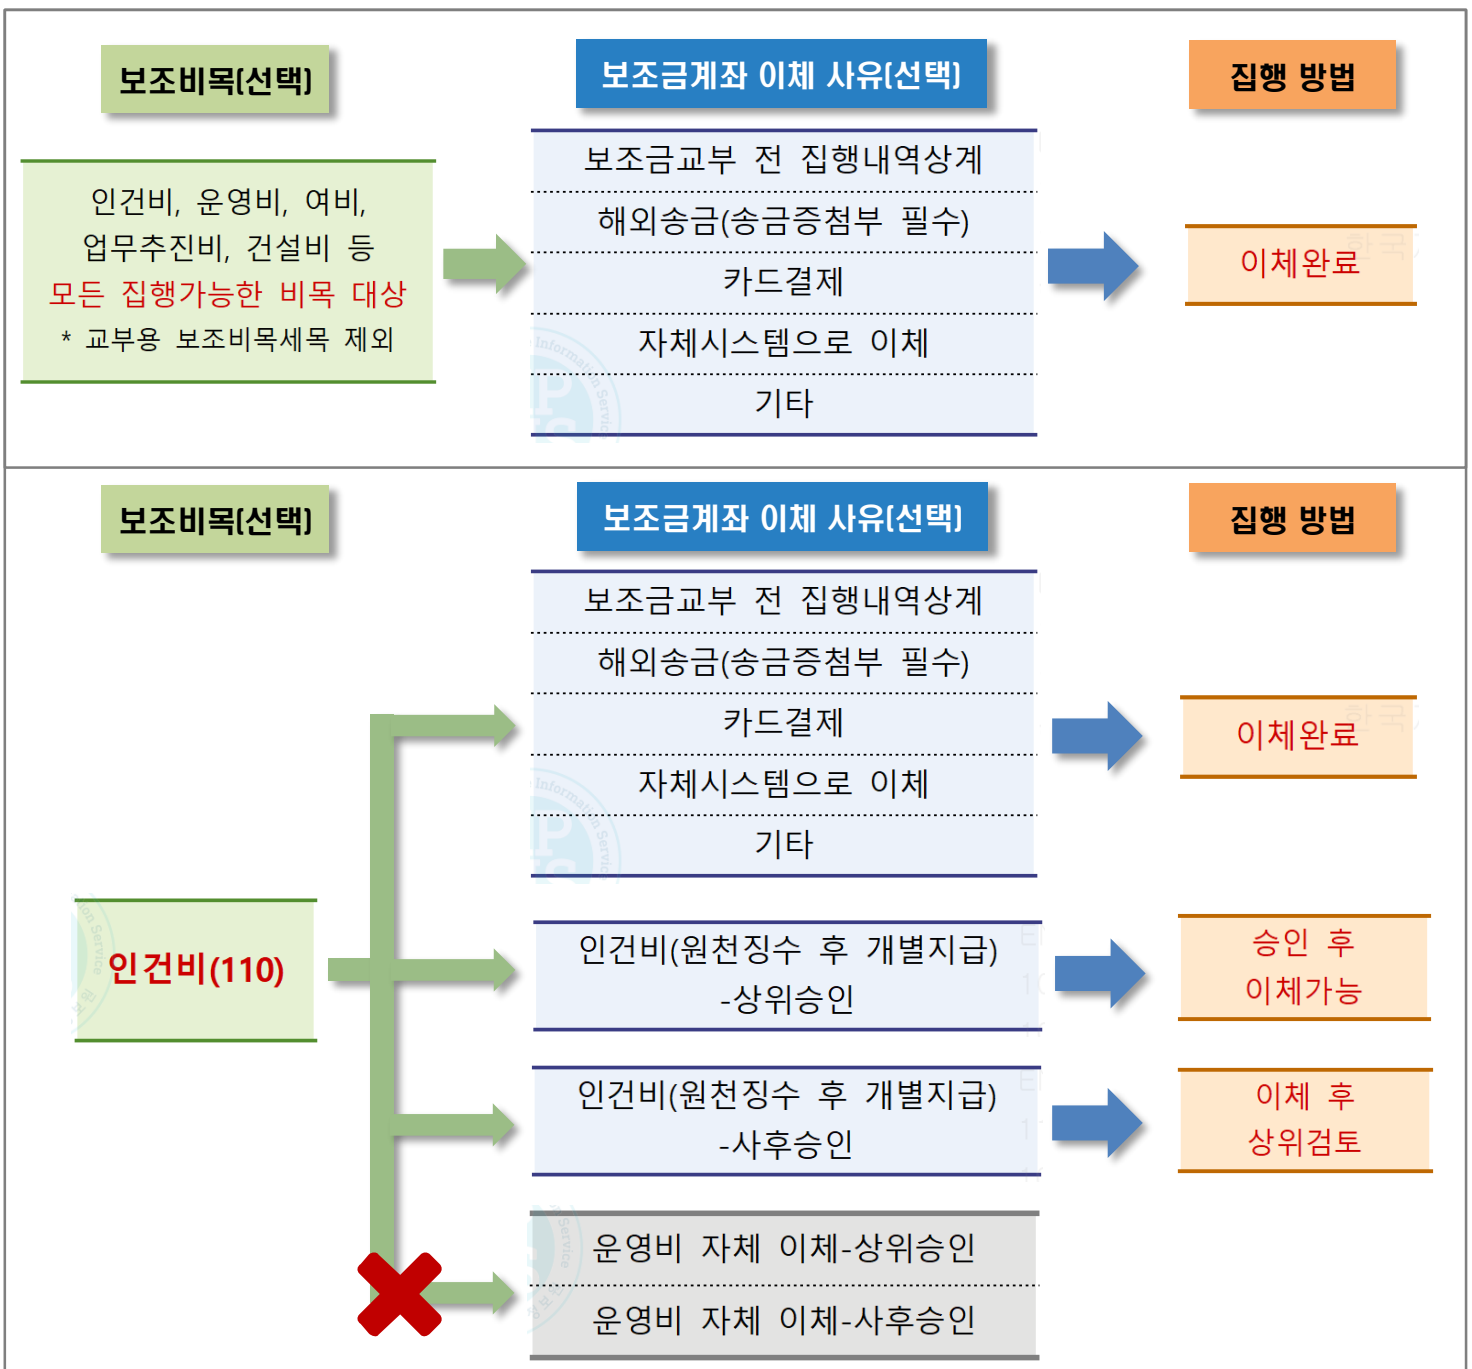 보조비목(선택)
보조금계좌 이체 사유(선택)
집행 방법
인건비, 운영비, 여비,
업무추진비, 건설비 등
모든 집행가능한 비목 대상
* 교부용 보조비목세목 제외
보조금교부 전 집행내역상계
해외송금(송금증첨부 필수)
카드결제
자체시스템으로 이체
기타
이체완료
보조비목(선택)
보조금계좌 이체 사유(선택)
집행 방법
인건비(110)
보조금교부 전 집행내역상계
해외송금(송금증첨부 필수)
카드결제
자체시스템으로 이체
기타
이체완료
인건비(원천징수 후 개별지급)
-상위승인
승인 후
이체가능
인건비(원천징수 후 개별지급)
-사후승인
이체 후
상위검토
운영비 자체 이체-상위승인
운영비 자체 이체-사후승인